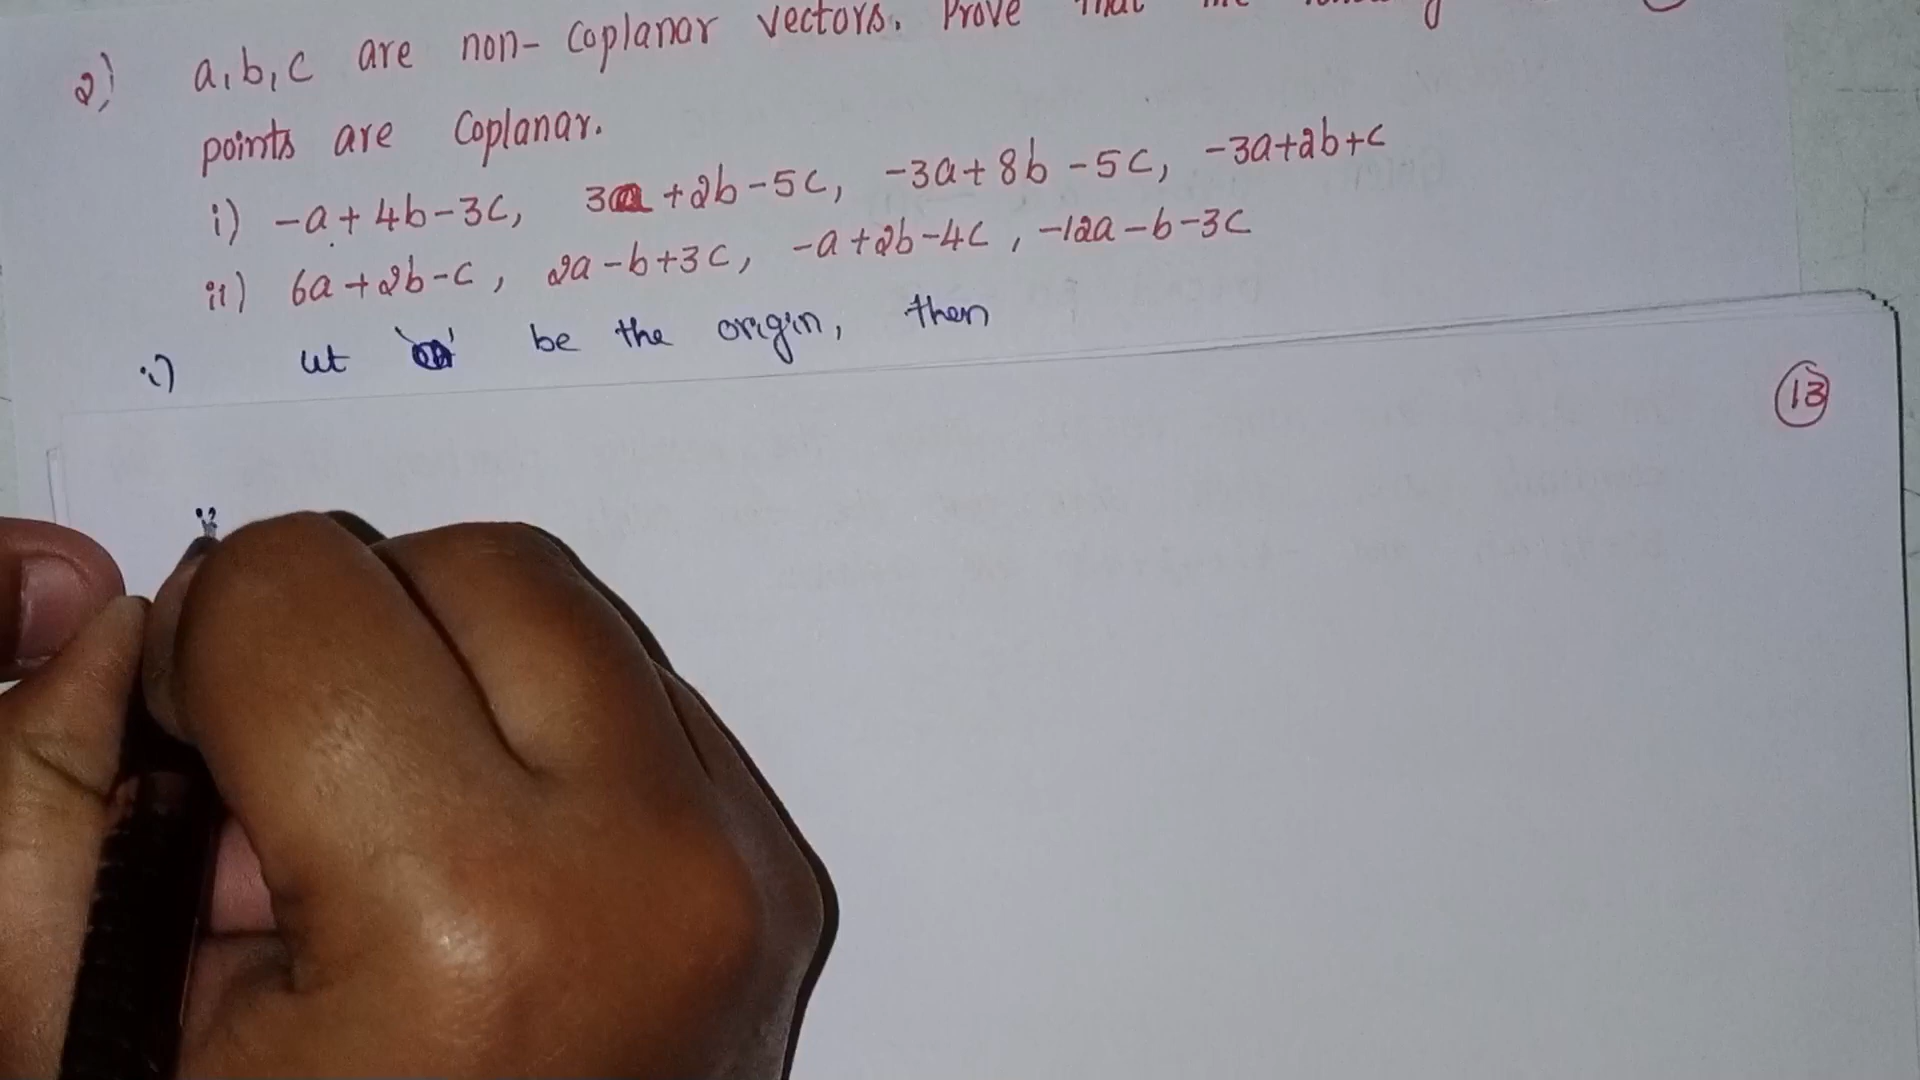 2) a,b,c are non-coplanar vectors. Prove that
points are Coplanar.
i) -a+4b-3c, 3a+2b-5c, -3a+8b-5c, -3a+2b+c
ii) 6a+2b-c, 2a-b+3c, -a+2b-4c, -12a-b-3c
i) let be the origin, then
13